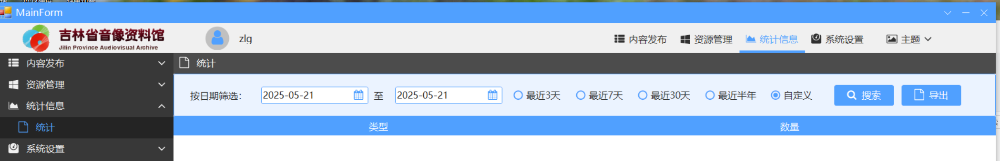 MainForm
吉林省音像资料馆
Jilin Province Audiovisual Archive
zlg
内容发布 资源管理 统计信息 系统设置 主题
内容发布
资源管理
统计信息
统计
系统设置
统计
按日期筛选： 2025-05-21 至 2025-05-21 最近3天 最近7天 最近30天 最近半年 自定义 搜索 导出
类型 数量